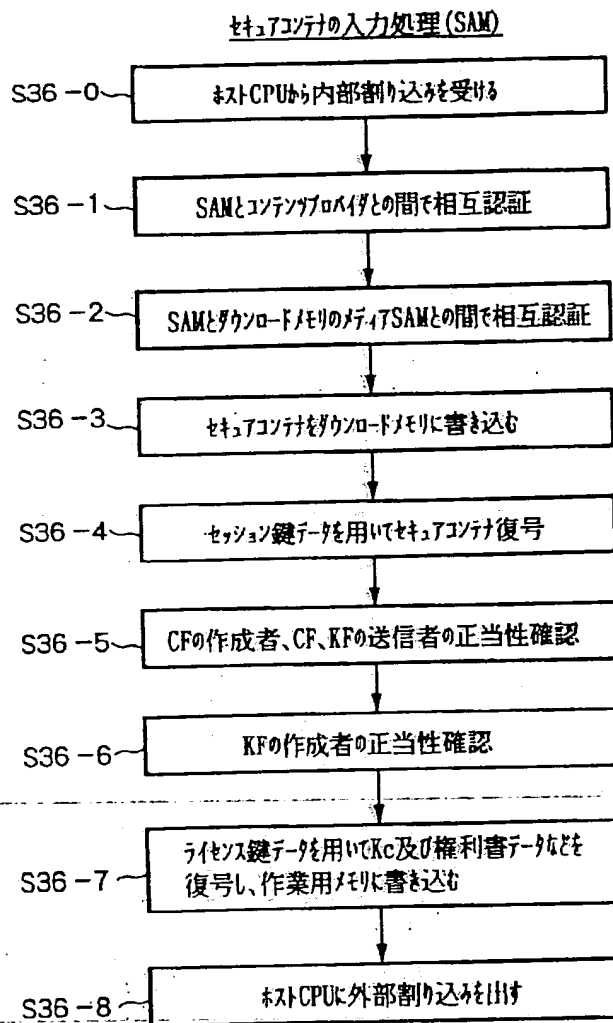 セキュアコンテナの入力処理(SAM)
S36-0
ホストCPUから内部割り込みを受ける
S36-1
SAMとコンテンツプロバイダとの間で相互認証
S36-2
SAMとダウンロードメモリのメディアSAMとの間で相互認証
S36-3
セキュアコンテナをダウンロードメモリに書き込む
S36-4
セッション鍵データを用いてセキュアコンテナ復号
S36-5
CFの作成者、CF、KFの送信者の正当性確認
S36-6
KFの作成者の正当性確認
S36-7
ライセンス鍵データを用いてKc及び権利書データなどを
復号し、作業用メモリに書き込む
S36-8
ホストCPUに外部割り込みを出す